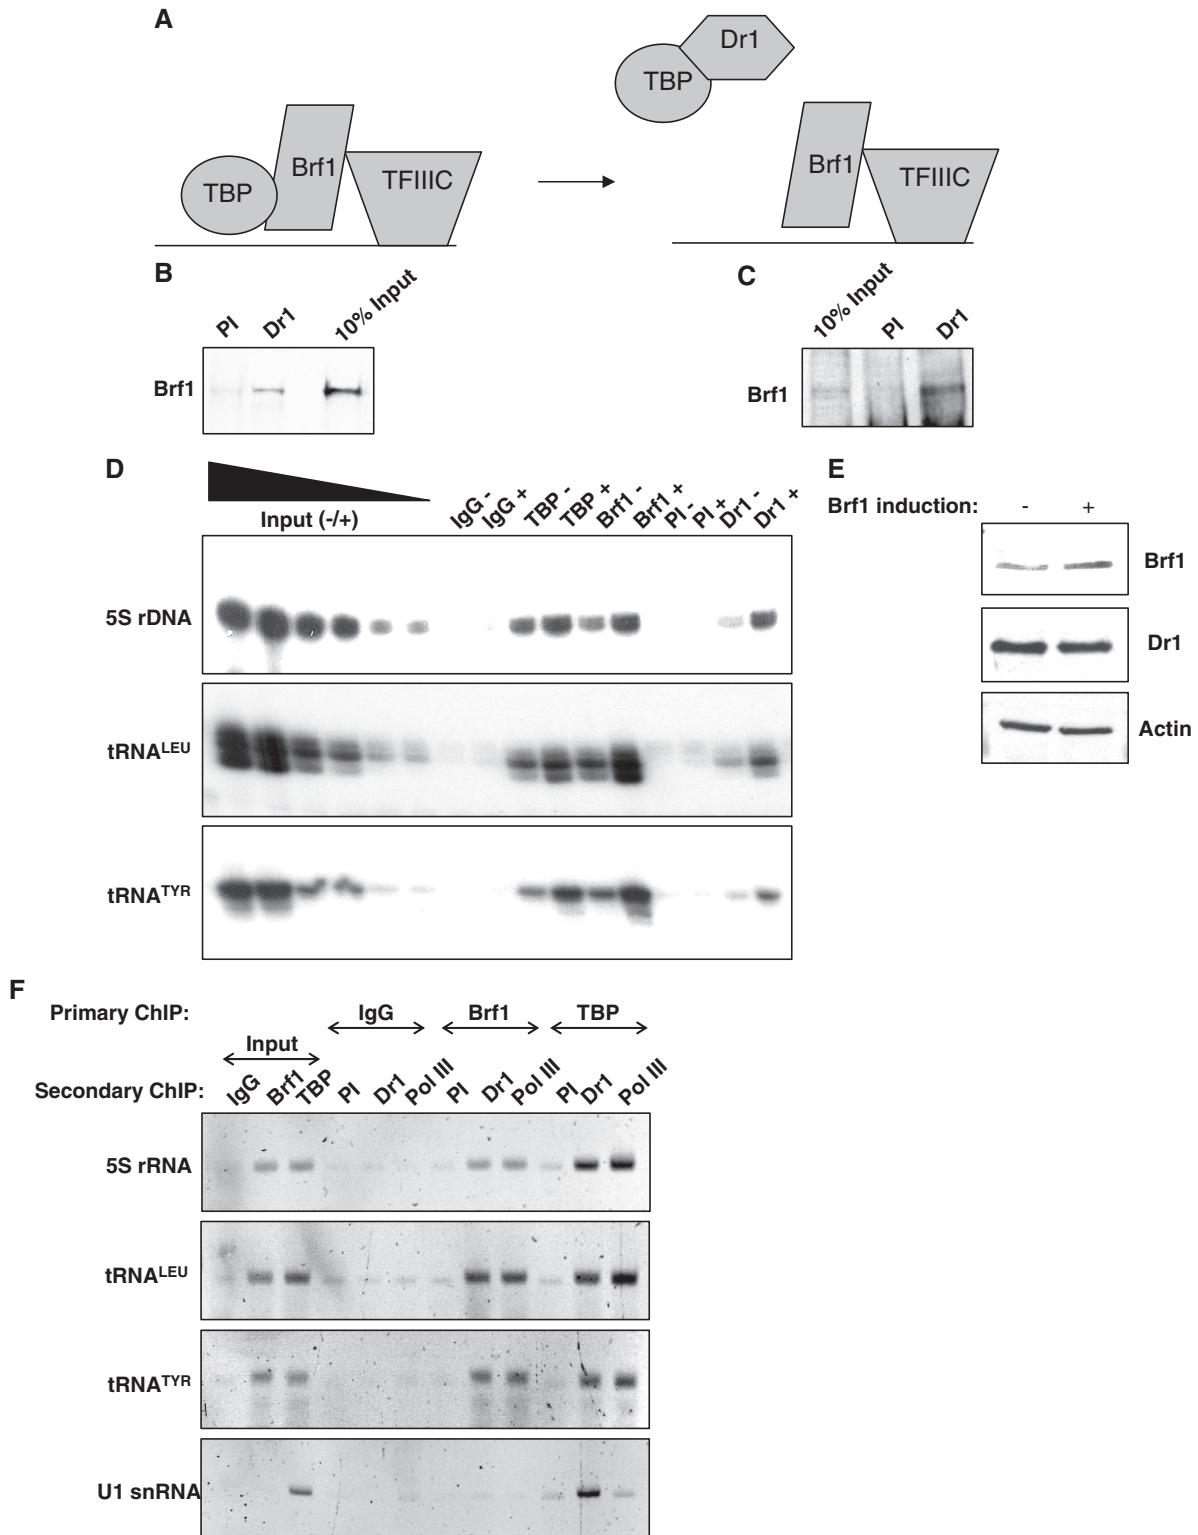 A
TBP
Brf1
TFIIIC
TBP
Dr1
Brf1
TFIIIC
B
PI
Dr1
10% Input
Brf1
C
10% Input
PI
Dr1
Brf1
D
Input (-/+)
IgG -
IgG +
TBP -
TBP +
Brf1 -
Brf1 +
PI -
PI +
Dr1 -
Dr1 +
5S rDNA
tRNALEU
tRNATYR
E
Brf1 induction: - +
Brf1
Dr1
Actin
F
Primary ChIP: IgG Brf1 TBP
Input
Secondary ChIP: IgG Brf1 TBP PI Dr1 Pol III PI Dr1 Pol III PI Dr1 Pol III
5S rRNA
tRNALEU
tRNATYR
U1 snRNA